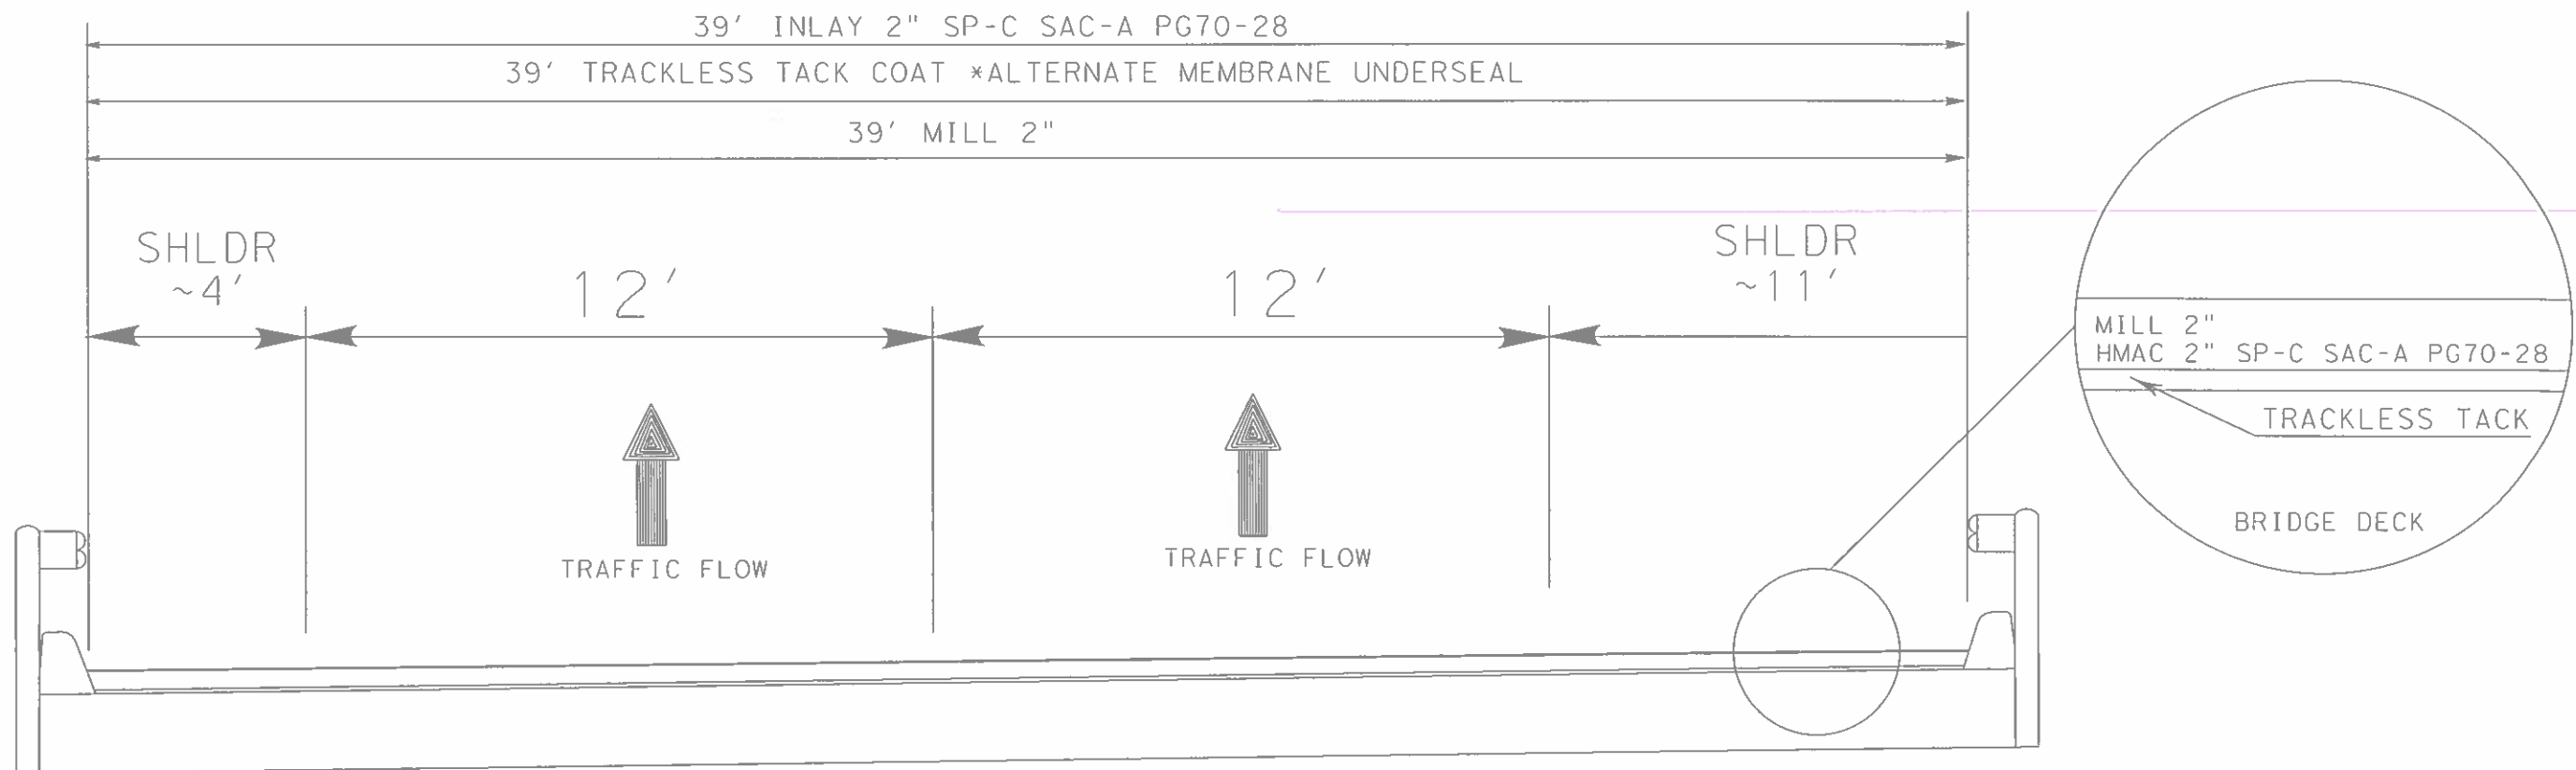 39' INLAY 2" SP-C SAC-A PG70-28
39' TRACKLESS TACK COAT *ALTERNATE MEMBRANE UNDERSEAL
39' MILL 2"
SHLDR
~4'
12'
12'
SHLDR
~11'
TRAFFIC FLOW
TRAFFIC FLOW
MILL 2"
HMAC 2" SP-C SAC-A PG70-28
TRACKLESS TACK
BRIDGE DECK